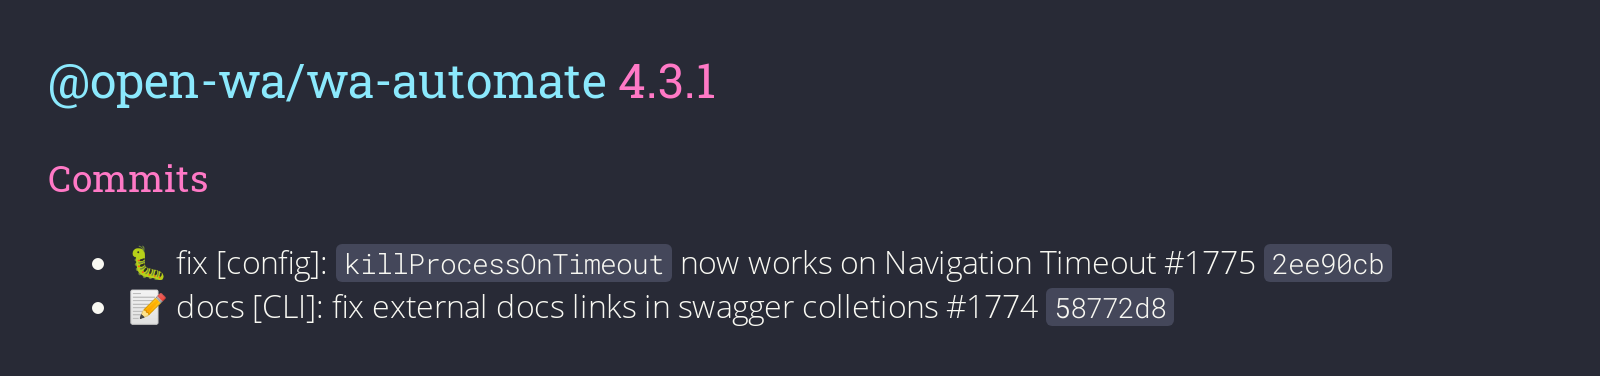 @open-wa/wa-automate 4.3.1
Commits
🐛 fix [config]: killProcessOnTimeout now works on Navigation Timeout #1775 2ee90cb
📝 docs [CLI]: fix external docs links in swagger colletions #1774 58772d8